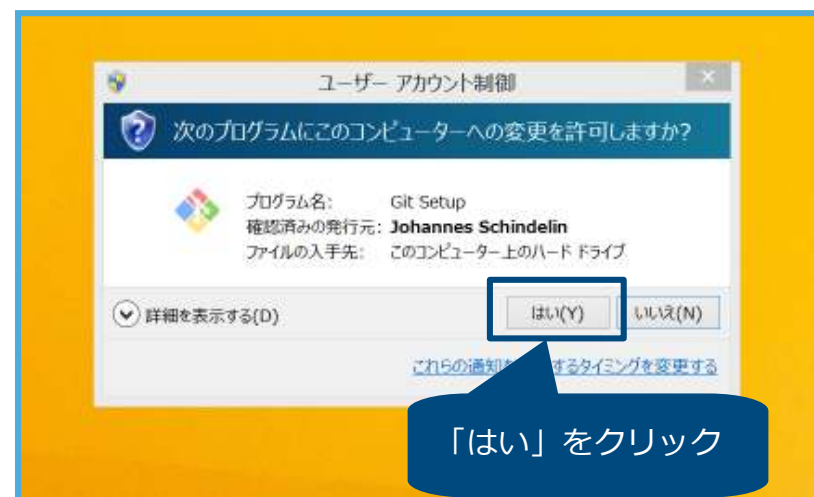 ユーザー アカウント制御
次のプログラムにこのコンピューターへの変更を許可しますか?
プログラム名: Git Setup
確認済みの発行元: Johannes Schindelin
ファイルの入手先: このコンピューター上のハード ドライブ
詳細を表示する(D)
はい(Y)
いいえ(N)
これらの通知を するタイミングを変更する
「はい」をクリック